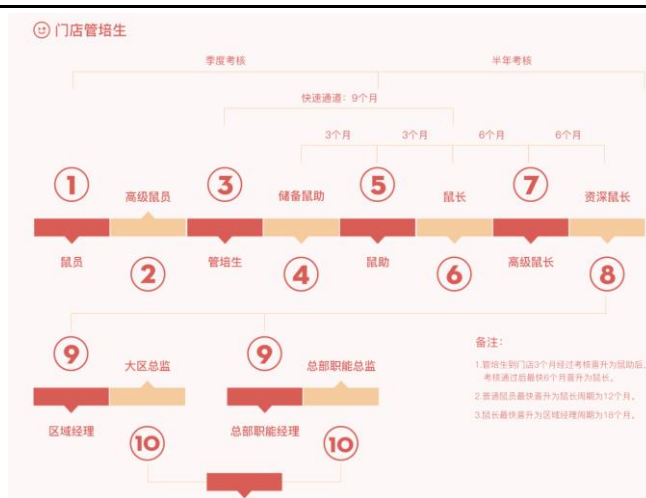 门店管培生
季度考核
半年考核
快速通道：9个月
3个月
3个月
6个月
6个月
1
高级鼠员
3
储备鼠助
5
鼠长
7
资深鼠长
鼠员
2
管培生
4
鼠助
6
高级鼠长
8
9
大区总监
9
总部职能总监
区域经理
10
总部职能经理
10
备注：
1.管培生到门店3个月经过考核晋升为鼠助后，
考核通过后最快6个月晋升为鼠长。
2.普通鼠员最快晋升为鼠长周期为12个月。
3.鼠长最快晋升为区域经理周期为18个月。